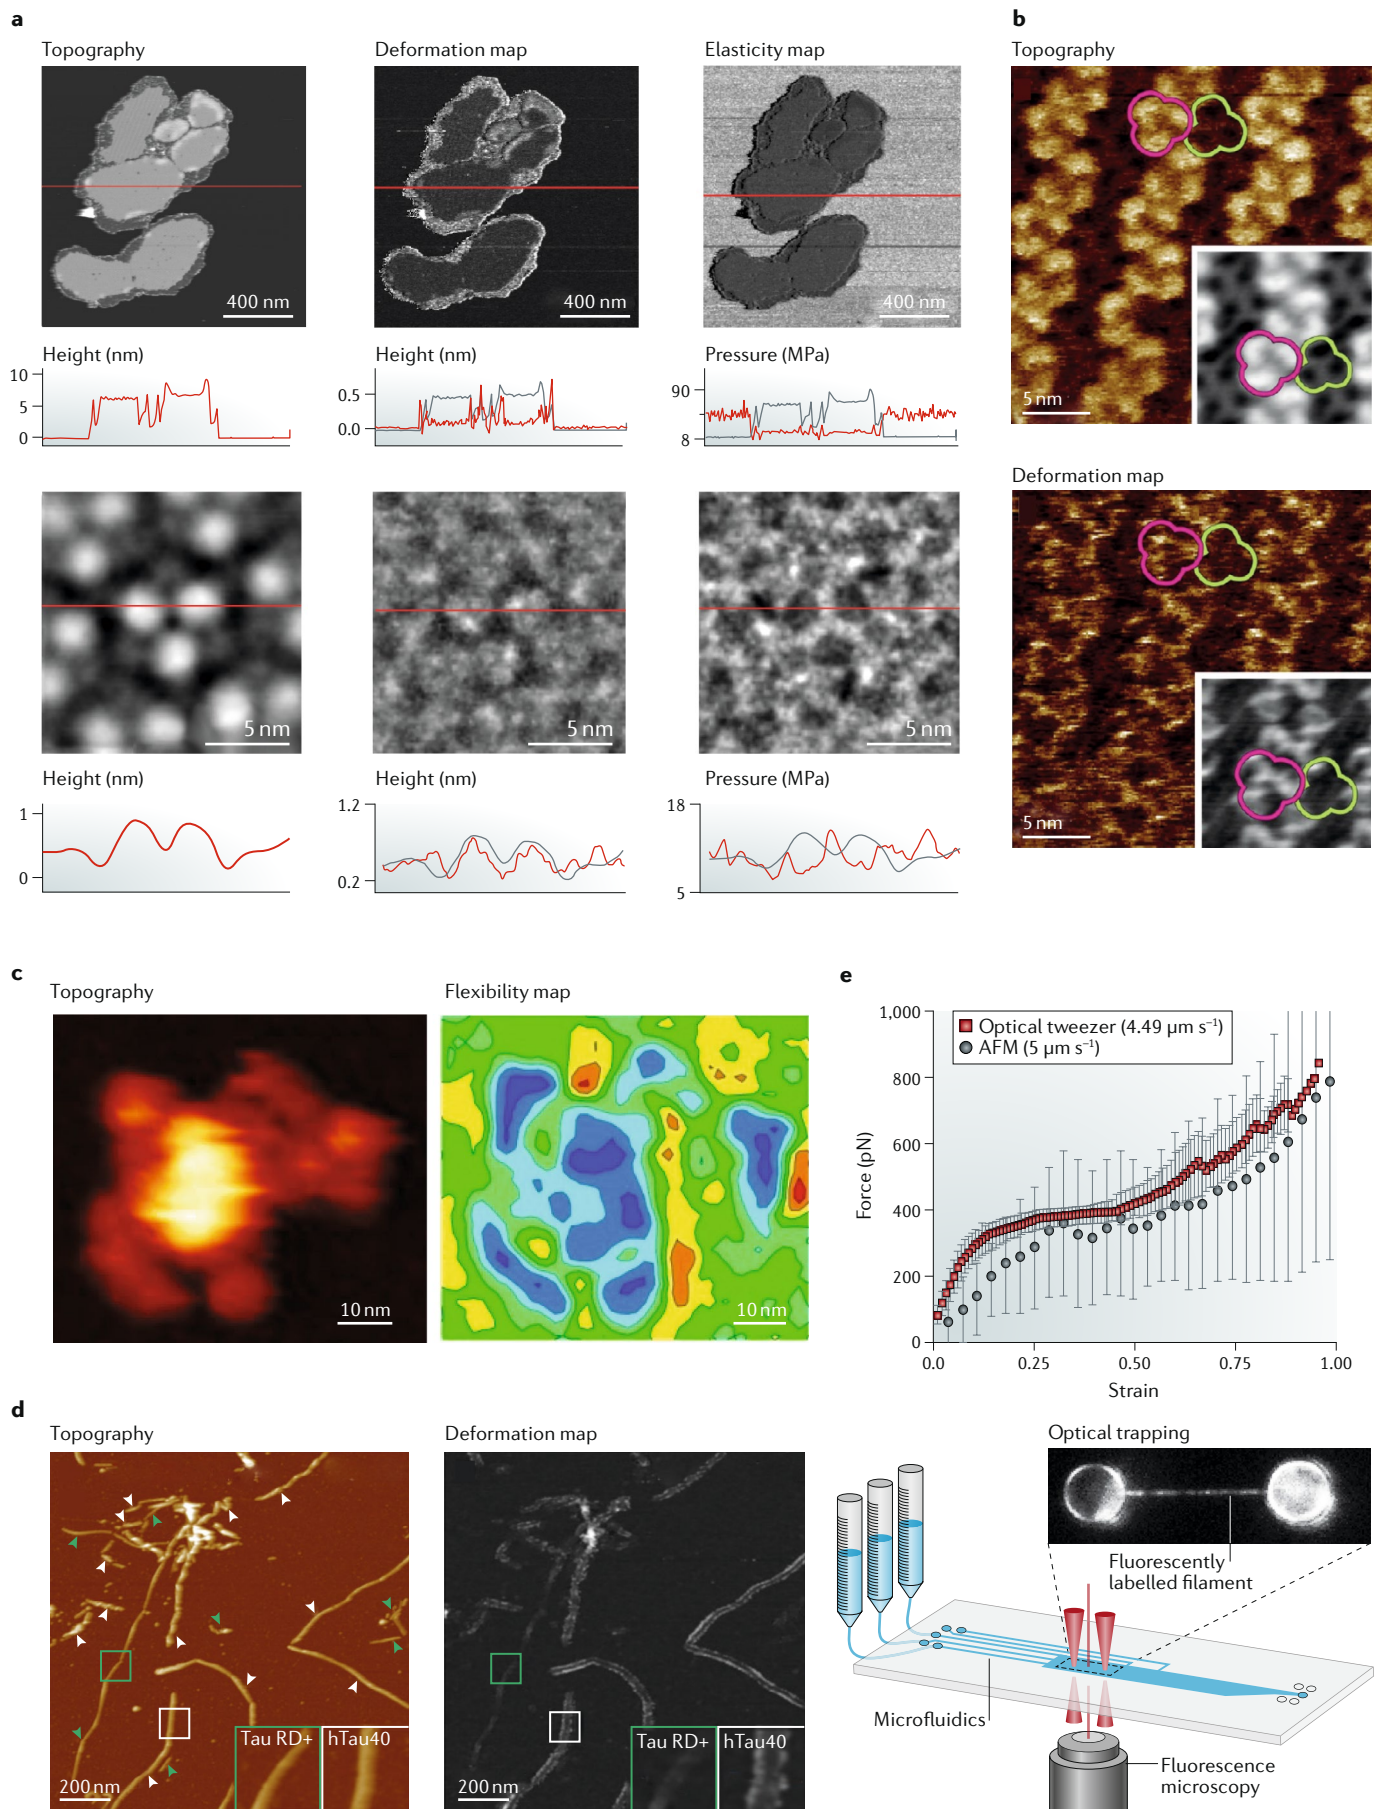 a
Topography
Deformation map
Elasticity map
400 nm
400 nm
400 nm
Height (nm)
10
5
0
Height (nm)
0.5
0.0
Pressure (MPa)
90
8
5 nm
5 nm
5 nm
Height (nm)
1
0
Height (nm)
1.2
0.2
Pressure (MPa)
18
5
b
Topography
5 nm
Deformation map
5 nm
c
Topography
10 nm
Flexibility map
10 nm
d
Topography
Tau RD+
hTau40
200 nm
Deformation map
Tau RD+
hTau40
200 nm
e
Force (pN)
1,000
800
600
400
200
0
Optical tweezer (4.49 µm s⁻¹)
AFM (5 µm s⁻¹)
0.0
0.25
0.50
0.75
1.00
Strain
Optical trapping
Fluorescently
labelled filament
Microfluidics
Fluorescence
microscopy